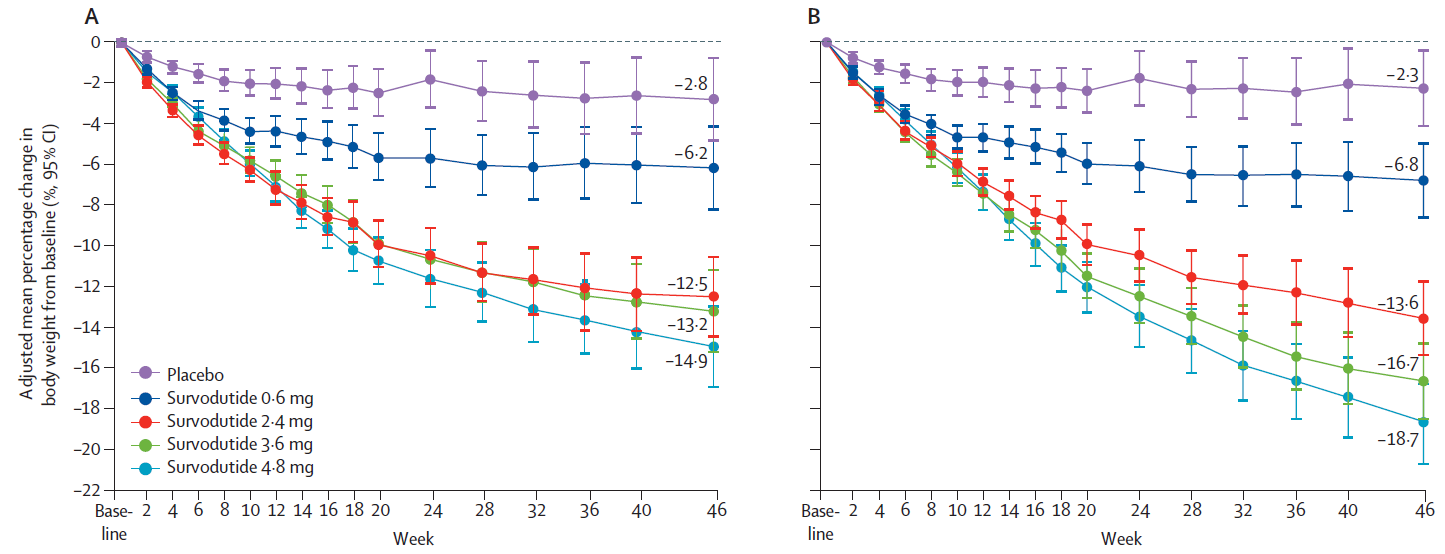 A
B
Adjusted mean percentage change in
body weight from baseline (%, 95% CI)
0
–2
–4
–6
–8
–10
–12
–14
–16
–18
–20
–22
–2·8
–6·2
–12·5
–13·2
–14·9
Placebo
Survodutide 0·6 mg
Survodutide 2·4 mg
Survodutide 3·6 mg
Survodutide 4·8 mg
Base-
line
2 4 6 8 10 12 14 16 18 20 24 28 32 36 40 46
Week
–2·3
–6·8
–13·6
–16·7
–18·7
Base-
line
2 4 6 8 10 12 14 16 18 20 24 28 32 36 40 46
Week